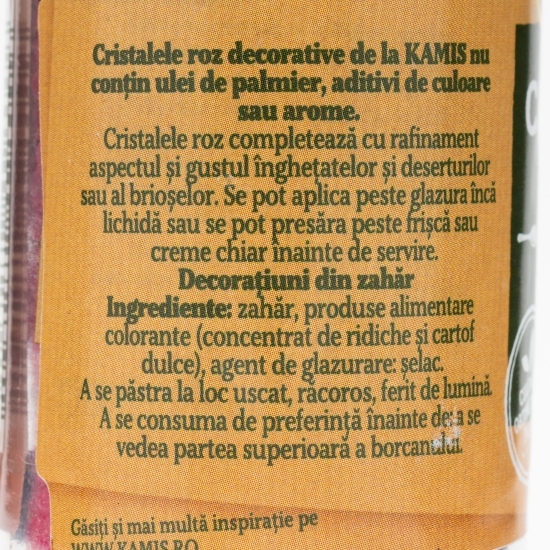 Cristalele roz decorative de la KAMIS nu
conțin ulei de palmier, aditivi de culoare
sau arome.
Cristalele roz completează cu rafinament
aspectul și gustul înghețatelor și deserturilor
sau al brioșelor. Se pot aplica peste glazura încă
lichidă sau se pot presăra peste frișcă sau
creme chiar înainte de servire.
Decorațiuni din zahăr
Ingrediente: zahăr, produse alimentare
colorante (concentrat de ridiche și cartof
dulce), agent de glazurare: șelac.
A se păstra la loc uscat, răcoros, ferit de lumină.
A se consuma de preferință înainte de: a se
vedea partea superioară a borcanului.
Găsiți și mai multă inspirație pe
WWW.KAMIS.RO